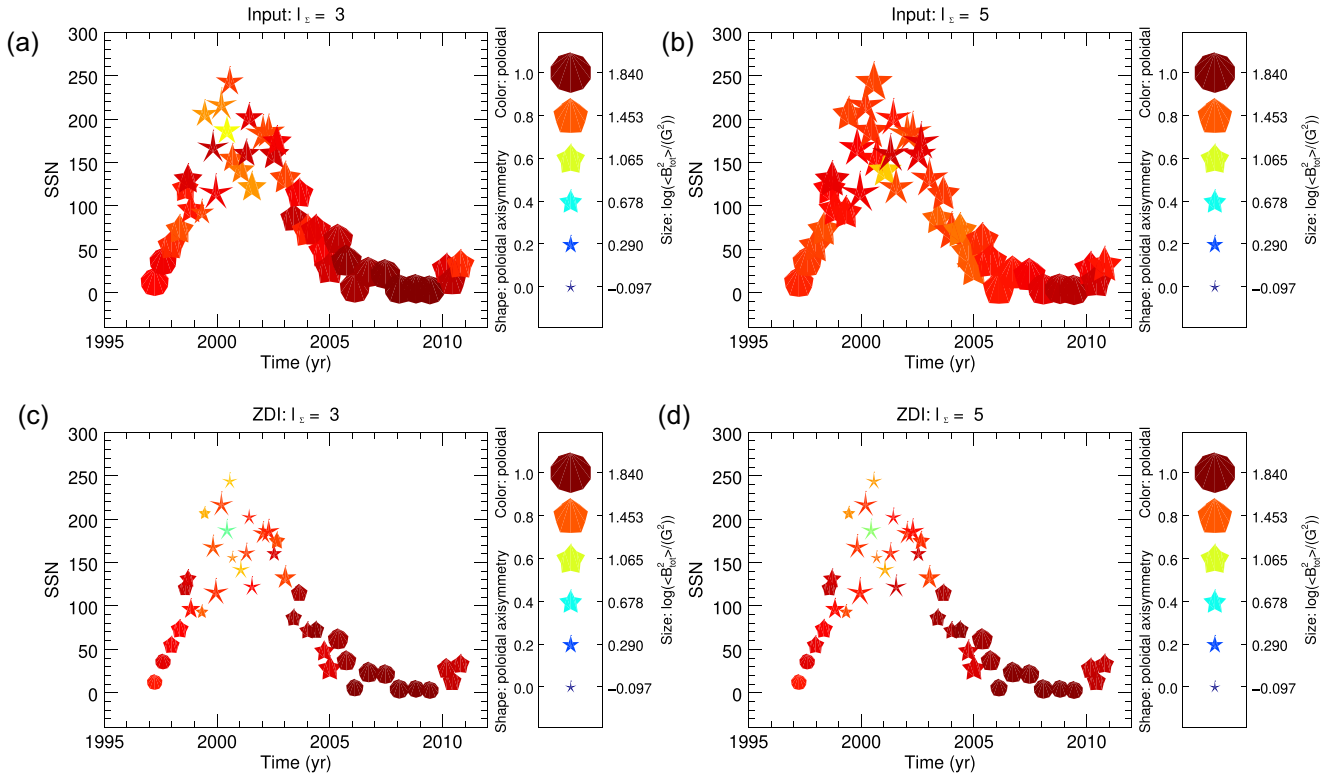 (a)
Input: l Σ = 3
SSN
300
250
200
150
100
50
0
1995 2000 2005 2010
Time (yr)
Shape: poloidal axisymmetry Color: poloidal
1.0 1.840
0.8 1.453
0.6 1.065
0.4 0.678
0.2 0.290
0.0 −0.097
Size: log(<B²tot>/(G²))
(b)
Input: l Σ = 5
SSN
300
250
200
150
100
50
0
1995 2000 2005 2010
Time (yr)
Shape: poloidal axisymmetry Color: poloidal
1.0 1.840
0.8 1.453
0.6 1.065
0.4 0.678
0.2 0.290
0.0 −0.097
Size: log(<B²tot>/(G²))
(c)
ZDI: l Σ = 3
SSN
300
250
200
150
100
50
0
1995 2000 2005 2010
Time (yr)
Shape: poloidal axisymmetry Color: poloidal
1.0 1.840
0.8 1.453
0.6 1.065
0.4 0.678
0.2 0.290
0.0 −0.097
Size: log(<B²tot>/(G²))
(d)
ZDI: l Σ = 5
SSN
300
250
200
150
100
50
0
1995 2000 2005 2010
Time (yr)
Shape: poloidal axisymmetry Color: poloidal
1.0 1.840
0.8 1.453
0.6 1.065
0.4 0.678
0.2 0.290
0.0 −0.097
Size: log(<B²tot>/(G²))